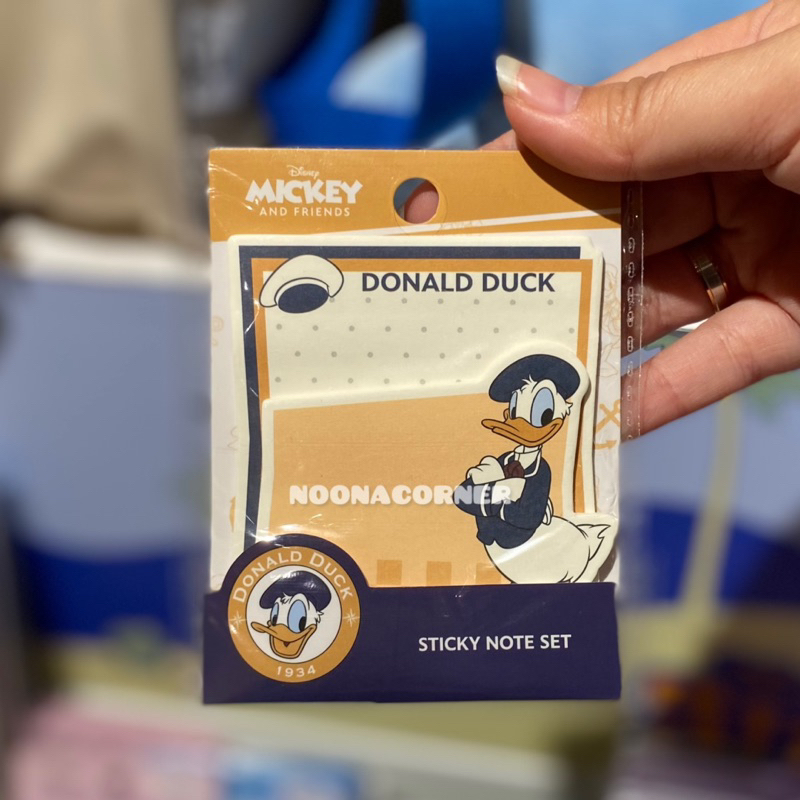 Disney
MICKEY
AND FRIENDS
DONALD DUCK
NOONACORNER
DONALD DUCK
1934
STICKY NOTE SET